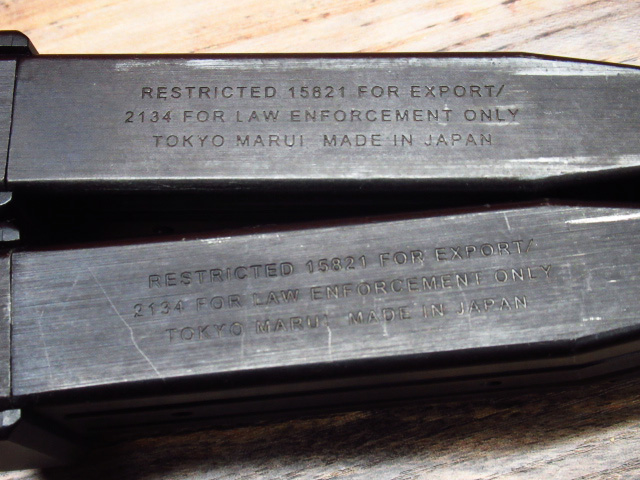 RESTRICTED 15821 FOR EXPORT/
2134 FOR LAW ENFORCEMENT ONLY
TOKYO MARUI MADE IN JAPAN
RESTRICTED 15821 FOR EXPORT/
2134 FOR LAW ENFORCEMENT ONLY
TOKYO MARUI MADE IN JAPAN